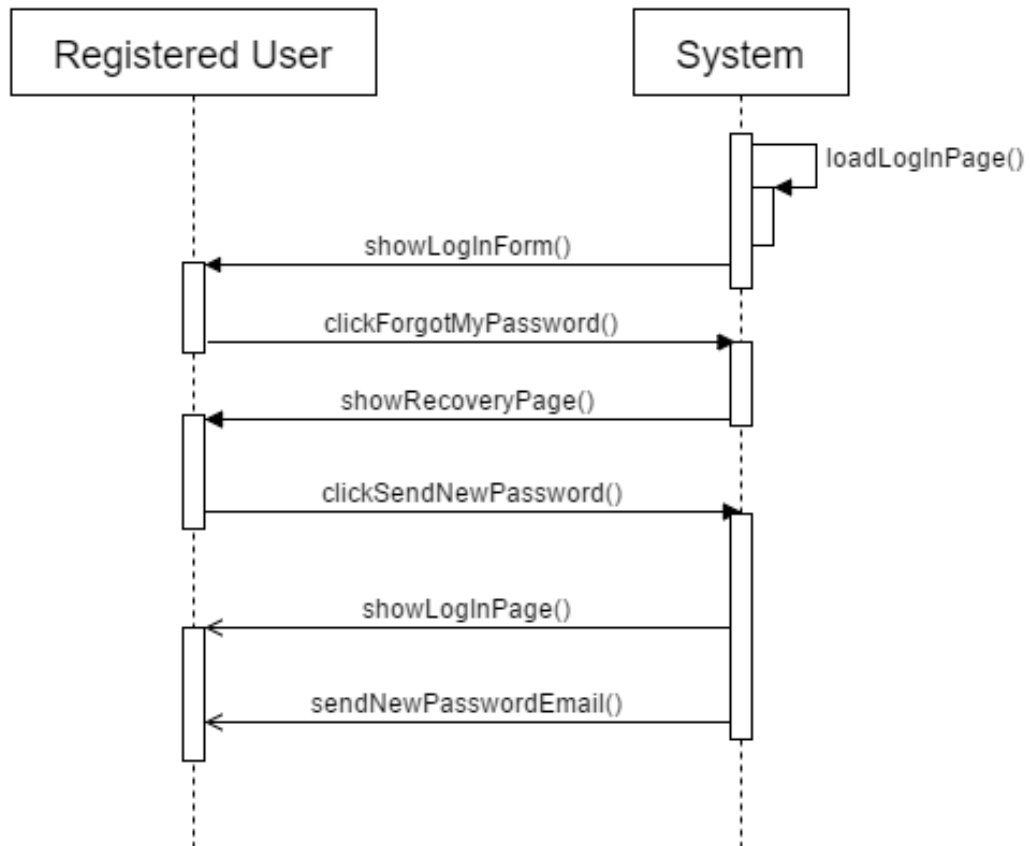 Registered User
System
loadLogInPage()
showLogInForm()
clickForgotMyPassword()
showRecoveryPage()
clickSendNewPassword()
showLogInPage()
sendNewPasswordEmail()